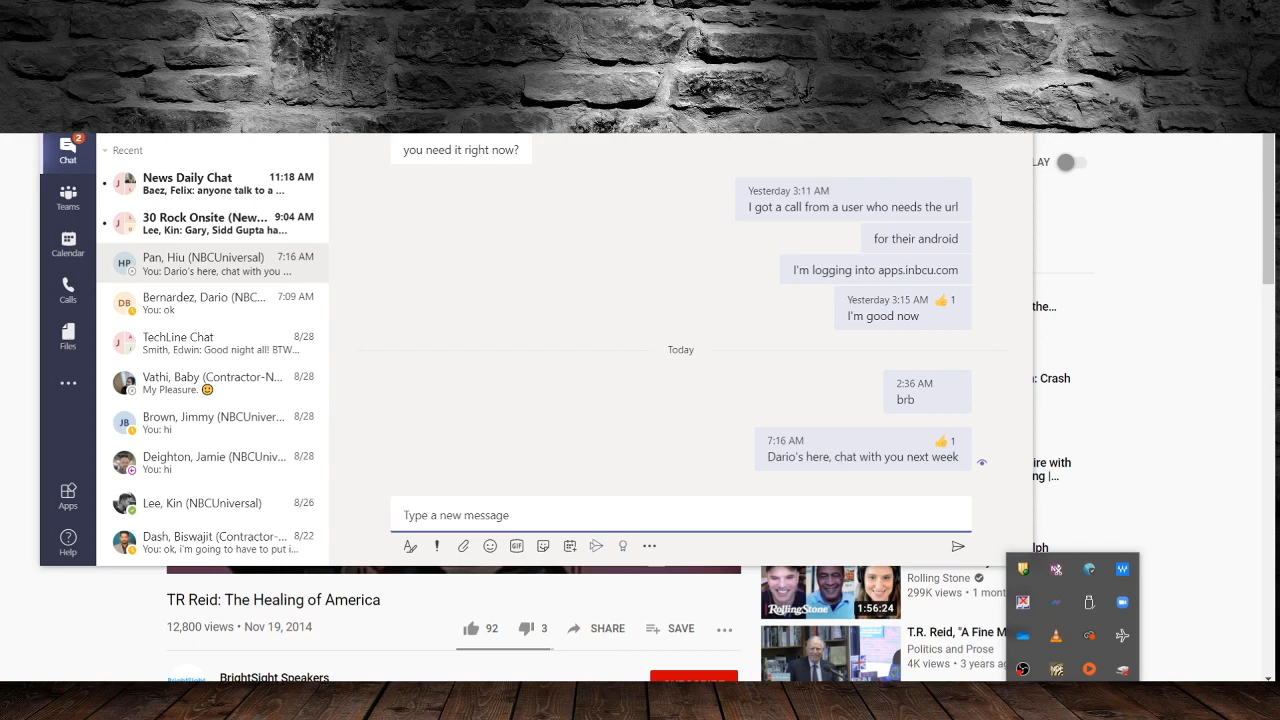 2
Chat
Teams
Calendar
Calls
Files
Apps
Help
Recent
News Daily Chat 11:18 AM
Baez, Felix: anyone talk to a ...
30 Rock Onsite (New... 9:04 AM
Lee, Kin: Gary, Sidd Gupta ha...
HP Pan, Hiu (NBCUniversal) 7:16 AM
You: Dario's here, chat with you ...
DB Bernardez, Dario (NBC... 7:09 AM
You: ok
TechLine Chat 8/28
Smith, Edwin: Good night all! BTW...
Vathi, Baby (Contractor-N... 8/28
My Pleasure.
JB Brown, Jimmy (NBCUniver... 8/28
You: hi
Deighton, Jamie (NBCUniv... 8/28
You: hi
Lee, Kin (NBCUniversal) 8/26
Dash, Biswajit (Contractor-... 8/22
You: ok, i'm going to have to put i...
you need it right now?
Yesterday 3:11 AM
I got a call from a user who needs the url
for their android
I'm logging into apps.inbcu.com
Yesterday 3:15 AM 1
I'm good now
Today
2:36 AM
brb
7:16 AM 1
Dario's here, chat with you next week
Type a new message
GIF
LAY
the...
: Crash
ire with
ng |...
lph
Rolling Stone
299K views • 1 mont
RollingStone
1:56:24
T.R. Reid, "A Fine M
Politics and Prose
4K views • 3 years a
TR Reid: The Healing of America
12,800 views • Nov 19, 2014
92 3 SHARE SAVE
BrightSight Speakers
SUBSCRIBE